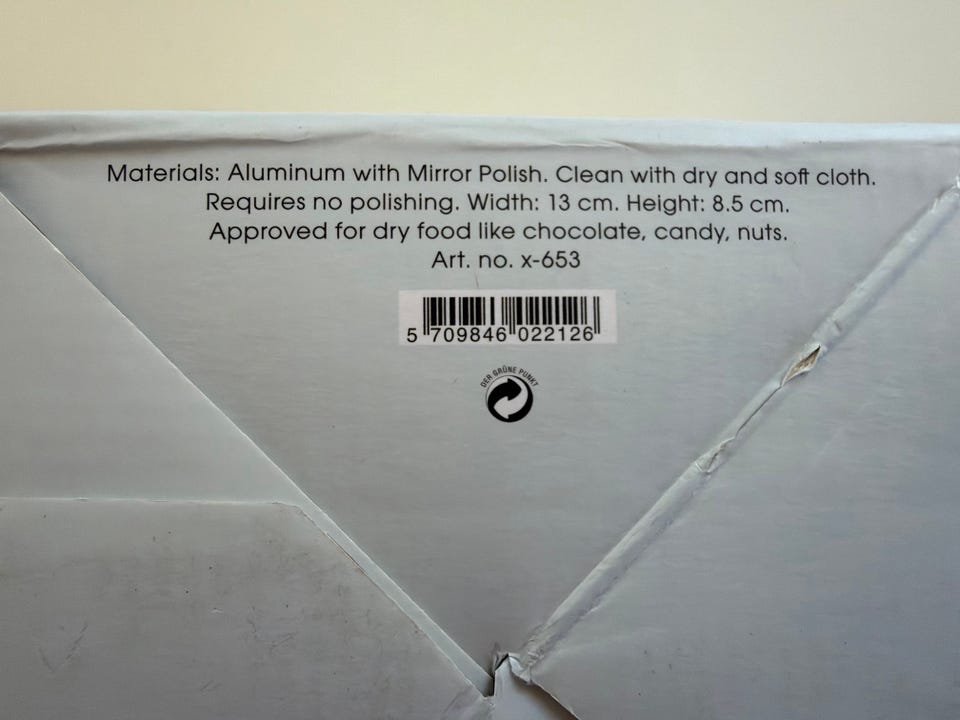 Materials: Aluminum with Mirror Polish. Clean with dry and soft cloth.
Requires no polishing. Width: 13 cm. Height: 8.5 cm.
Approved for dry food like chocolate, candy, nuts.
Art. no. x-653
5 709846 022126
DER GRÜNE PUNKT